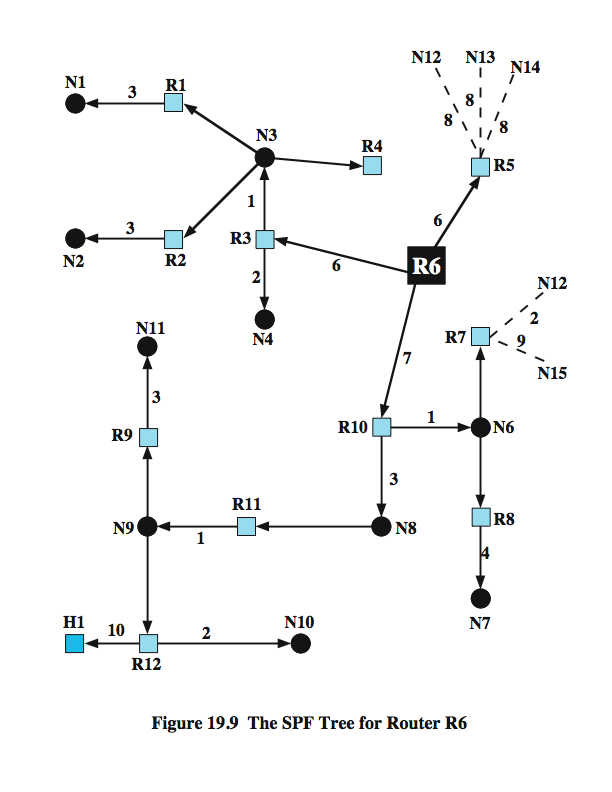 N12 N13 N14
N1
3
R1
8
8
8
N3
R4
R5
1
6
3
N2
R2
R3
6
R6
2
N4
N12
2
R7
9
N15
N11
7
3
R9
R10
1
N6
3
R11
R8
N9
1
N8
4
H1
10
N10
2
N7
R12
Figure 19.9 The SPF Tree for Router R6